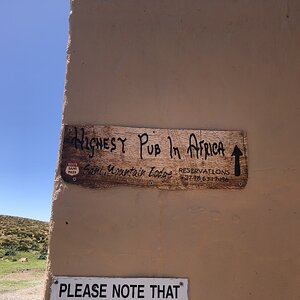 Highest Pub In Africa
Sani Mountain Lodge
RESERVATIONS
PLEASE NOTE THAT